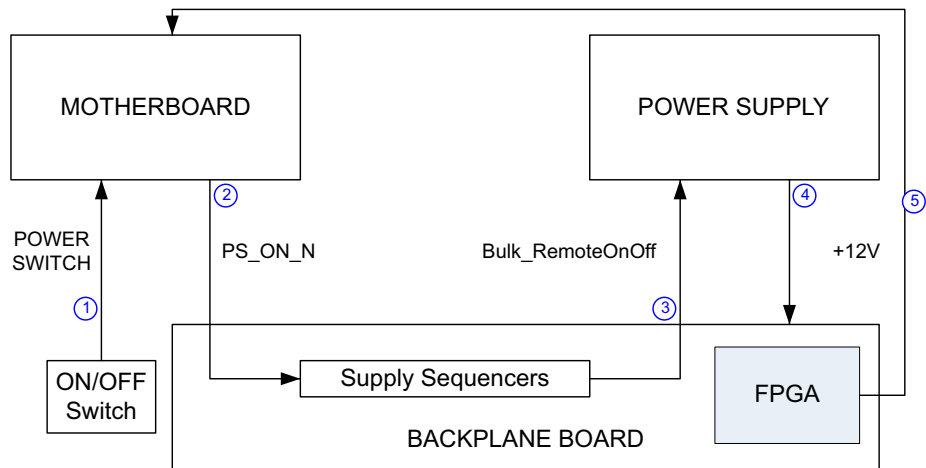 5
MOTHERBOARD
POWER SUPPLY
2
4
POWER
SWITCH
PS_ON_N
Bulk_RemoteOnOff
+12V
1
3
ON/OFF
Switch
Supply Sequencers
FPGA
BACKPLANE BOARD